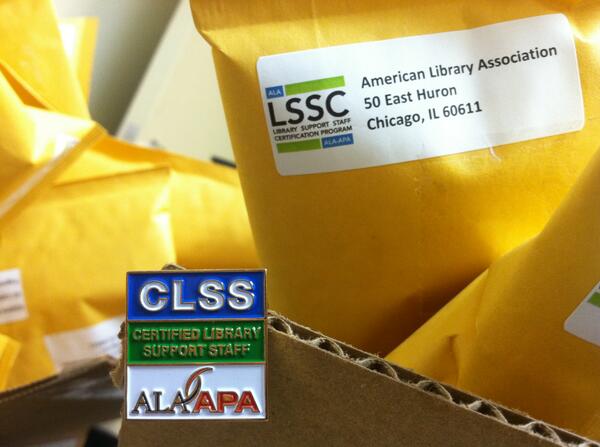 ALA
LSSC
LIBRARY SUPPORT STAFF
CERTIFICATION PROGRAM
ALA-APA
American Library Association
50 East Huron
Chicago, IL 60611
CLSS
CERTIFIED LIBRARY
SUPPORT STAFF
ALA APA